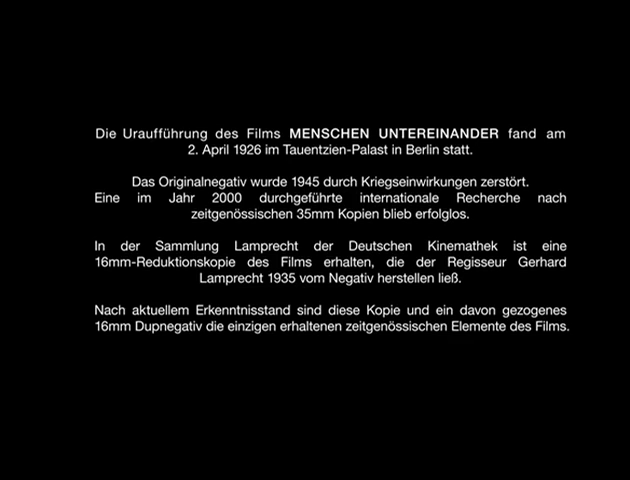 Die Uraufführung des Films MENSCHEN UNTEREINANDER fand am
2. April 1926 im Tauentzien-Palast in Berlin statt.
Das Originalnegativ wurde 1945 durch Kriegseinwirkungen zerstört.
Eine im Jahr 2000 durchgeführte internationale Recherche nach
zeitgenössischen 35mm Kopien blieb erfolglos.
In der Sammlung Lamprecht der Deutschen Kinemathek ist eine
16mm-Reduktionskopie des Films erhalten, die der Regisseur Gerhard
Lamprecht 1935 vom Negativ herstellen ließ.
Nach aktuellem Erkenntnisstand sind diese Kopie und ein davon gezogenes
16mm Dupnegativ die einzigen erhaltenen zeitgenössischen Elemente des Films.